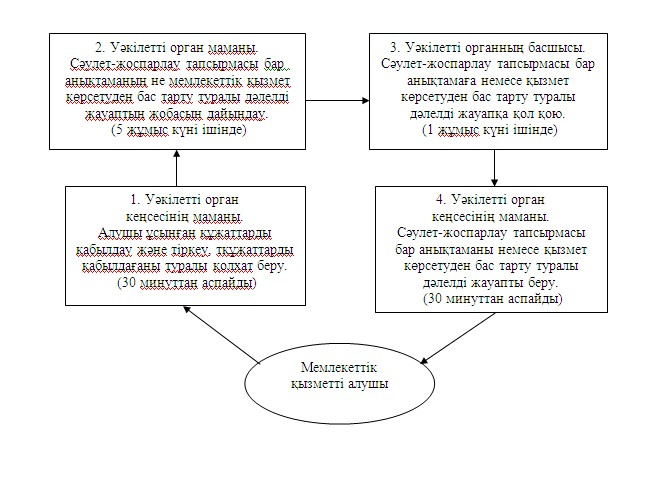 2. Уәкілетті орган маманы.
Сәулет-жоспарлау тапсырмасы бар
анықтаманың не мемлекеттік қызмет
көрсетуден бас тарту туралы дәлелді
жауаптың жобасын дайындау.
(5 жұмыс күні ішінде)
3. Уәкілетті органның басшысы.
Сәулет-жоспарлау тапсырмасы бар
анықтамаға немесе қызмет
көрсетуден бас тарту туралы
дәлелді жауапқа қол қою.
(1 жұмыс күні ішінде)
1. Уәкілетті орган
кеңсесінің маманы.
Алушы ұсынған құжаттарды
қабылдау және тіркеу, тқұжаттарды
қабылдағаны туралы қолхат беру.
(30 минуттан аспайды)
4. Уәкілетті орган
кеңсесінің маманы.
Сәулет-жоспарлау тапсырмасы
бар анықтаманы немесе қызмет
көрсетуден бас тарту туралы
дәлелді жауапты беру.
(30 минуттан аспайды)
Мемлекеттік
қызметті алушы